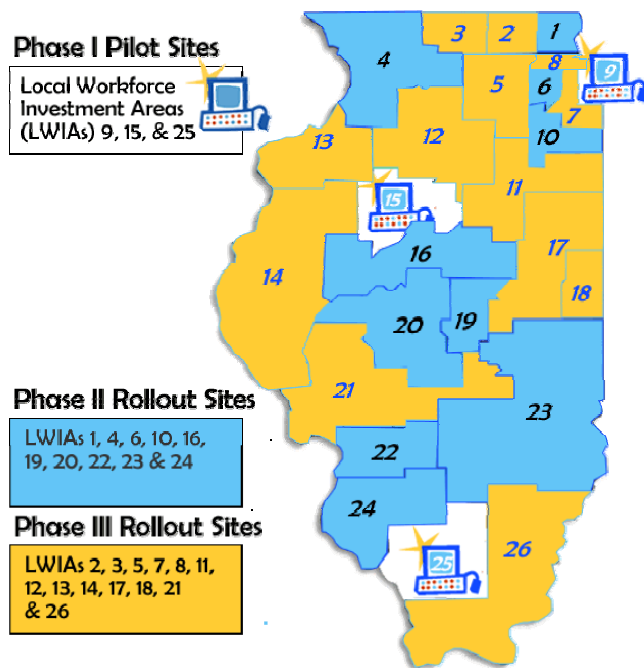 Phase I Pilot Sites
Local Workforce
Investment Areas
(LWIAs) 9, 15, & 25
Phase II Rollout Sites
LWIAs 1, 4, 6, 10, 16,
19, 20, 22, 23 & 24
Phase III Rollout Sites
LWIAs 2, 3, 5, 7, 8, 11,
12, 13, 14, 17, 18, 21
& 26
1
2
3
4
8
9
5
6
7
10
12
13
11
15
16
17
14
18
20
19
21
23
22
24
25
26